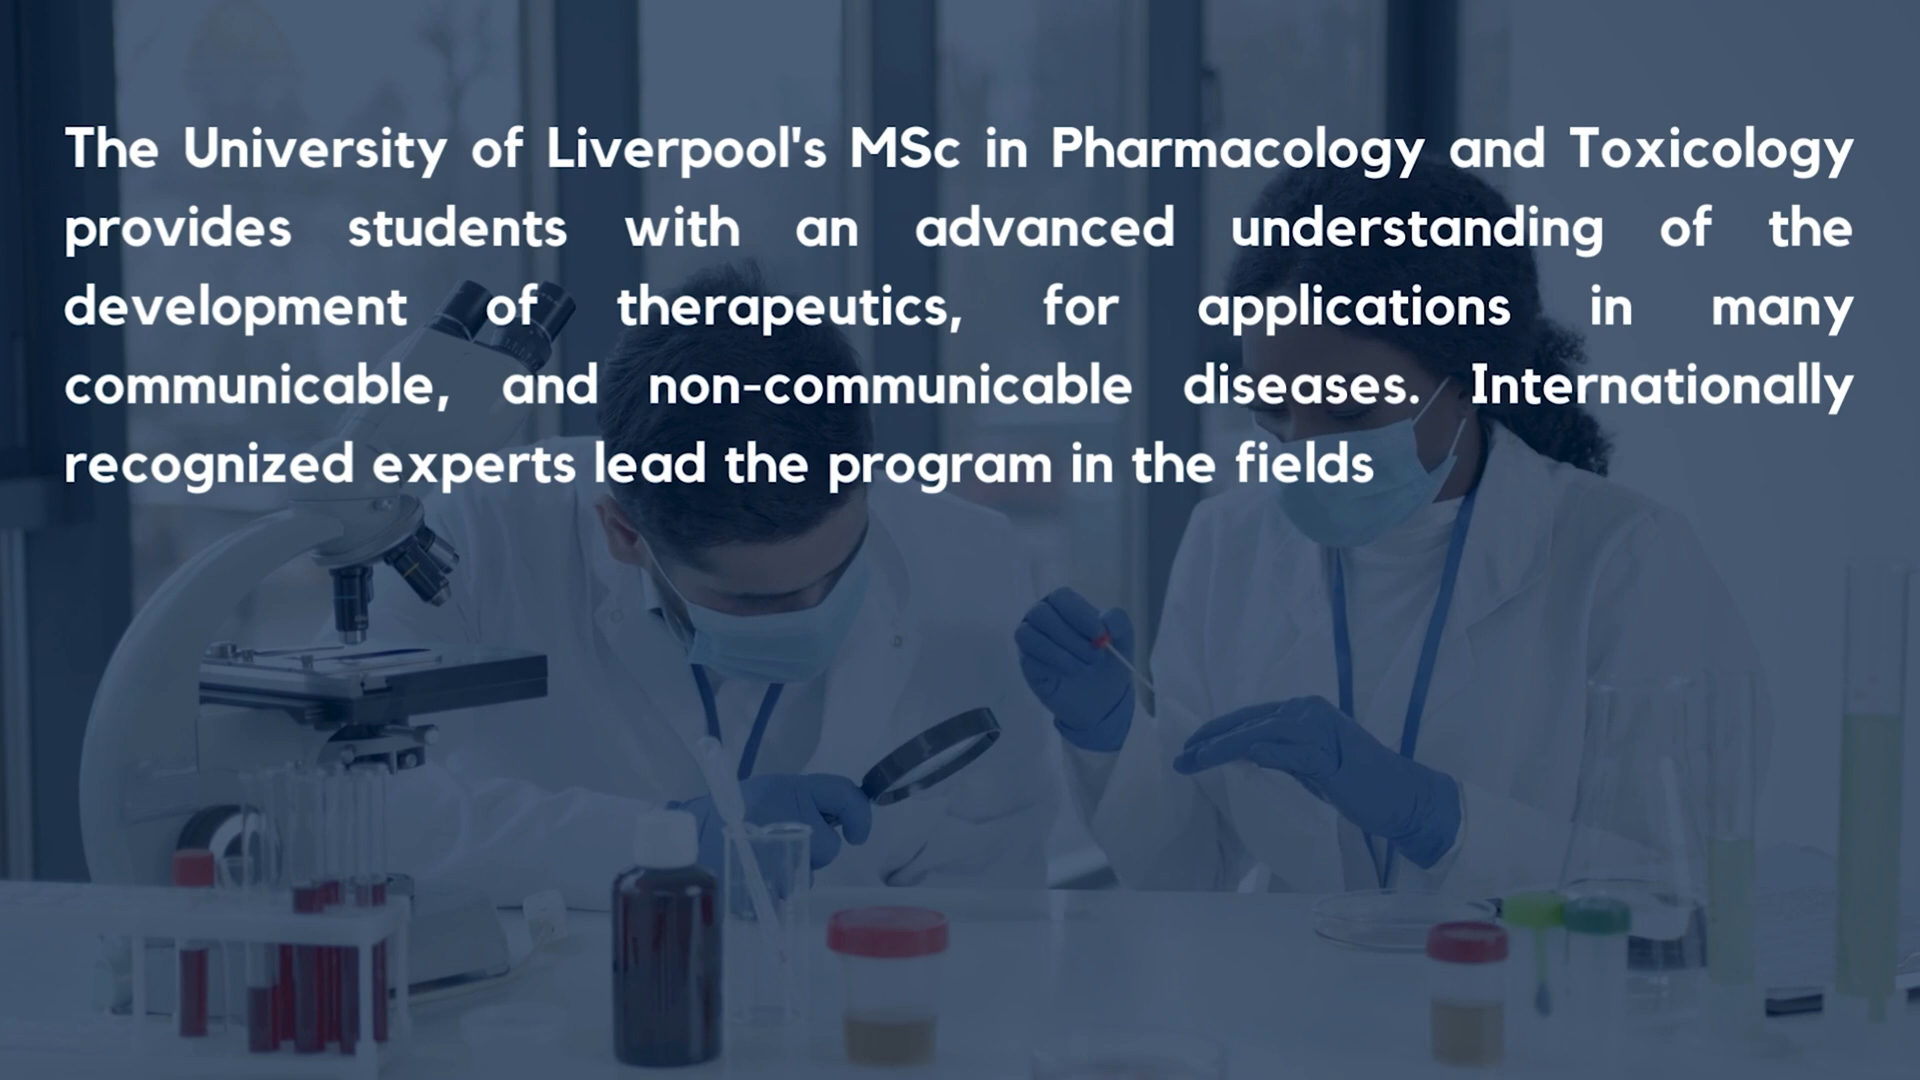 The University of Liverpool's MSc in Pharmacology and Toxicology
provides students with an advanced understanding of the
development of therapeutics, for applications in many
communicable, and non-communicable diseases. Internationally
recognized experts lead the program in the fields